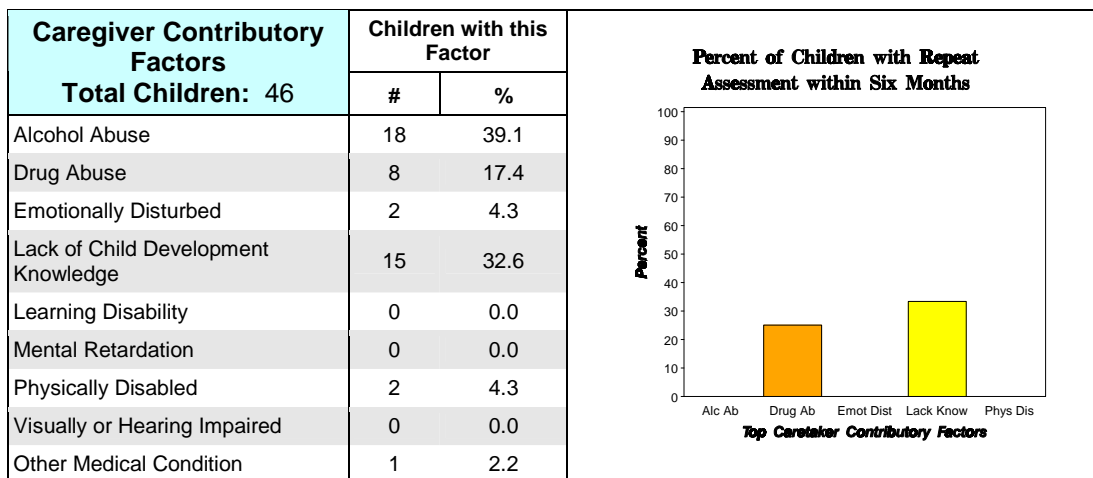 Caregiver Contributory
Factors
Total Children: 46
Children with this
Factor
# %
Alcohol Abuse 18 39.1
Drug Abuse 8 17.4
Emotionally Disturbed 2 4.3
Lack of Child Development
Knowledge 15 32.6
Learning Disability 0 0.0
Mental Retardation 0 0.0
Physically Disabled 2 4.3
Visually or Hearing Impaired 0 0.0
Other Medical Condition 1 2.2
Percent of Children with Repeat
Assessment within Six Months
Percent
100
90
80
70
60
50
40
30
20
10
0
Alc Ab Drug Ab Emot Dist Lack Know Phys Dis
Top Caretaker Contributory Factors